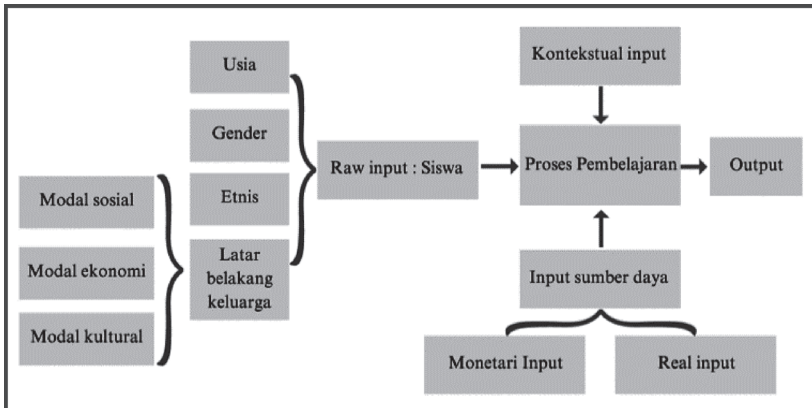 Usia
Gender
Etnis
Latar
belakang
keluarga
Modal sosial
Modal ekonomi
Modal kultural
Raw input : Siswa
Kontekstual input
Proses Pembelajaran
Output
Input sumber daya
Monetari Input
Real input